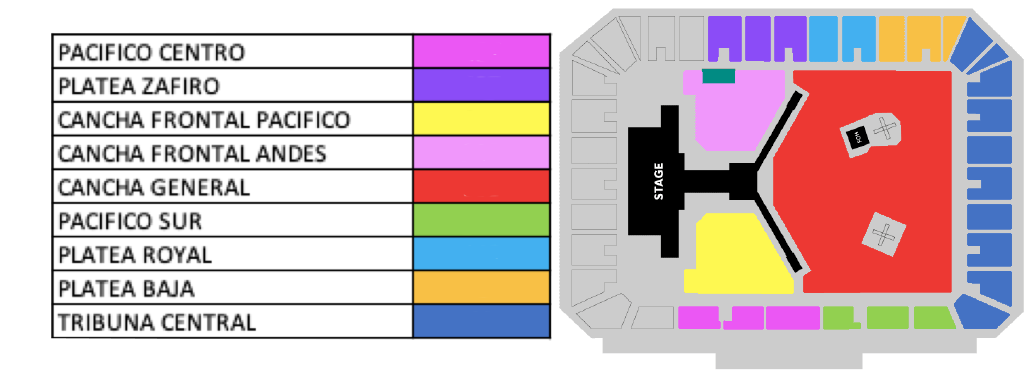 PACIFICO CENTRO
PLATEA ZAFIRO
CANCHA FRONTAL PACIFICO
CANCHA FRONTAL ANDES
CANCHA GENERAL
PACIFICO SUR
PLATEA ROYAL
PLATEA BAJA
TRIBUNA CENTRAL
STAGE